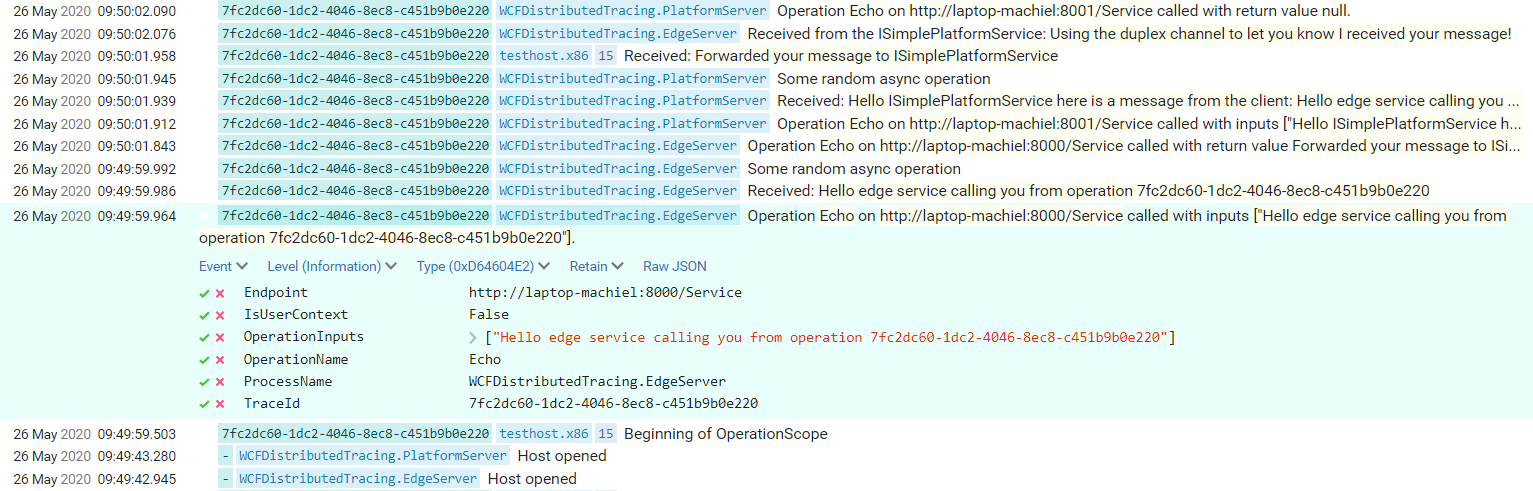 26 May 2020 09:50:02.090 7fc2dc60-1dc2-4046-8ec8-c451b9b0e220 WCFDistributedTracing.PlatformServer Operation Echo on http://laptop-machiel:8001/Service called with return value null.
26 May 2020 09:50:02.076 7fc2dc60-1dc2-4046-8ec8-c451b9b0e220 WCFDistributedTracing.EdgeServer Received from the ISimplePlatformService: Using the duplex channel to let you know I received your message!
26 May 2020 09:50:01.958 7fc2dc60-1dc2-4046-8ec8-c451b9b0e220 testhost.x86 15 Received: Forwarded your message to ISimplePlatformService
26 May 2020 09:50:01.945 7fc2dc60-1dc2-4046-8ec8-c451b9b0e220 WCFDistributedTracing.PlatformServer Some random async operation
26 May 2020 09:50:01.939 7fc2dc60-1dc2-4046-8ec8-c451b9b0e220 WCFDistributedTracing.PlatformServer Received: Hello ISimplePlatformService here is a message from the client: Hello edge service calling you ...
26 May 2020 09:50:01.912 7fc2dc60-1dc2-4046-8ec8-c451b9b0e220 WCFDistributedTracing.PlatformServer Operation Echo on http://laptop-machiel:8001/Service called with inputs ["Hello ISimplePlatformService h...
26 May 2020 09:50:01.843 7fc2dc60-1dc2-4046-8ec8-c451b9b0e220 WCFDistributedTracing.EdgeServer Operation Echo on http://laptop-machiel:8000/Service called with return value Forwarded your message to ISi...
26 May 2020 09:49:59.992 7fc2dc60-1dc2-4046-8ec8-c451b9b0e220 WCFDistributedTracing.EdgeServer Some random async operation
26 May 2020 09:49:59.986 7fc2dc60-1dc2-4046-8ec8-c451b9b0e220 WCFDistributedTracing.EdgeServer Received: Hello edge service calling you from operation 7fc2dc60-1dc2-4046-8ec8-c451b9b0e220
26 May 2020 09:49:59.964 7fc2dc60-1dc2-4046-8ec8-c451b9b0e220 WCFDistributedTracing.EdgeServer Operation Echo on http://laptop-machiel:8000/Service called with inputs ["Hello edge service calling you from
operation 7fc2dc60-1dc2-4046-8ec8-c451b9b0e220"].
Event Level (Information) Type (0xD64604E2) Retain Raw JSON
Endpoint http://laptop-machiel:8000/Service
IsUserContext False
OperationInputs ["Hello edge service calling you from operation 7fc2dc60-1dc2-4046-8ec8-c451b9b0e220"]
OperationName Echo
ProcessName WCFDistributedTracing.EdgeServer
TraceId 7fc2dc60-1dc2-4046-8ec8-c451b9b0e220
26 May 2020 09:49:59.503 7fc2dc60-1dc2-4046-8ec8-c451b9b0e220 testhost.x86 15 Beginning of OperationScope
26 May 2020 09:49:43.280 - WCFDistributedTracing.PlatformServer Host opened
26 May 2020 09:49:42.945 - WCFDistributedTracing.EdgeServer Host opened